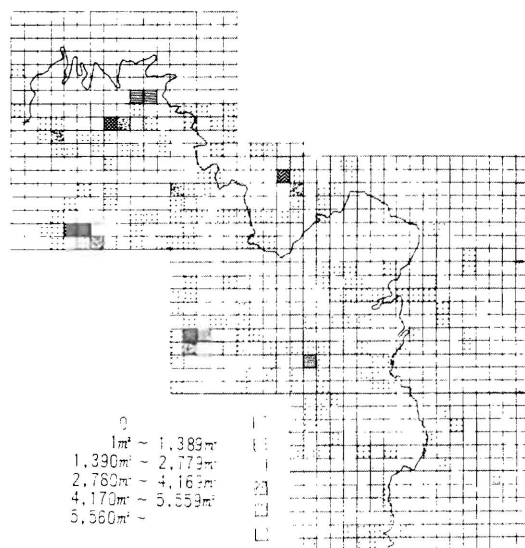 0
1m² ~ 1,389m²
1,390m² ~ 2,779m²
2,780m² ~ 4,169m²
4,170m² ~ 5,559m²
5,560m² ~